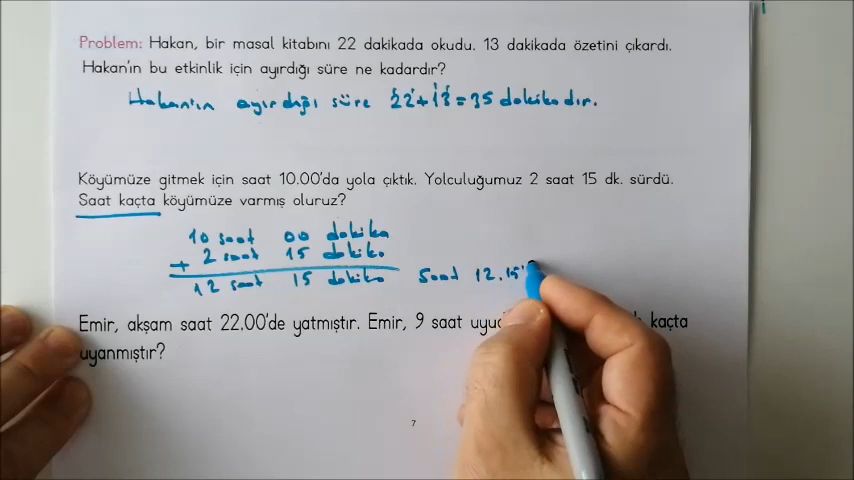 Problem: Hakan, bir masal kitabını 22 dakikada okudu. 13 dakikada özetini çıkardı.
Hakan'ın bu etkinlik için ayırdığı süre ne kadardır?
Hakan'ın ayırdığı süre 22+13=35 dakikadır.
Köyümüze gitmek için saat 10.00'da yola çıktık. Yolculuğumuz 2 saat 15 dk. sürdü.
Saat kaçta köyümüze varmış oluruz?
10 saat 00 dakika
+ 2 saat 15 dakika
12 saat 15 dakika Saat 12.15'
Emir, akşam saat 22.00'de yatmıştır. Emir, 9 saat kaçta
uyanmıştır?
7